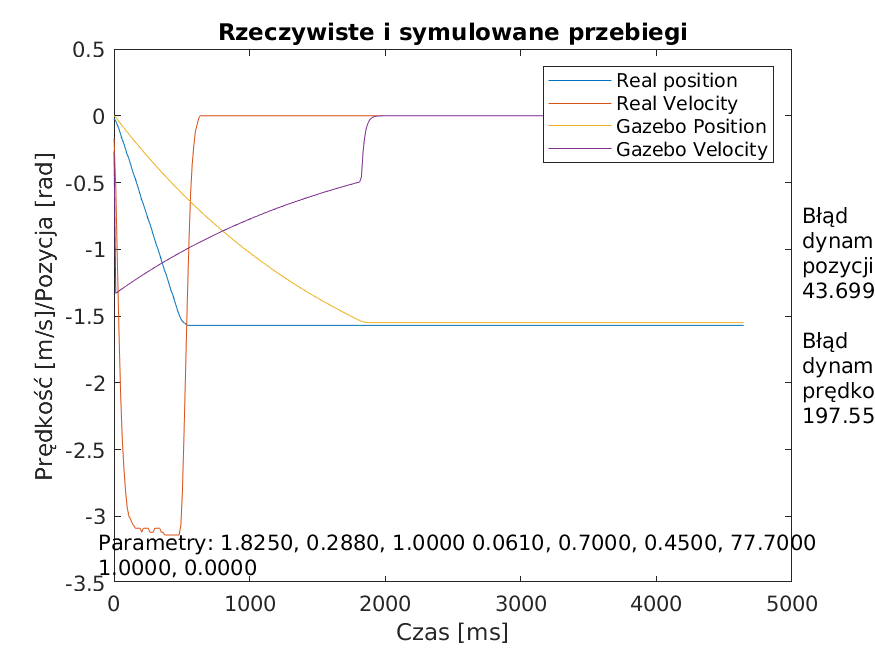 Rzeczywiste i symulowane przebiegi
0.5
0
-0.5
-1
-1.5
-2
-2.5
-3
-3.5
Prędkość [m/s]/Pozycja [rad]
Real position
Real Velocity
Gazebo Position
Gazebo Velocity
Błąd
dynam
pozycji
43.699
Błąd
dynam
prędko
197.55
Parametry: 1.8250, 0.2880, 1.0000 0.0610, 0.7000, 0.4500, 77.7000
1.0000, 0.0000
0 1000 2000 3000 4000 5000
Czas [ms]